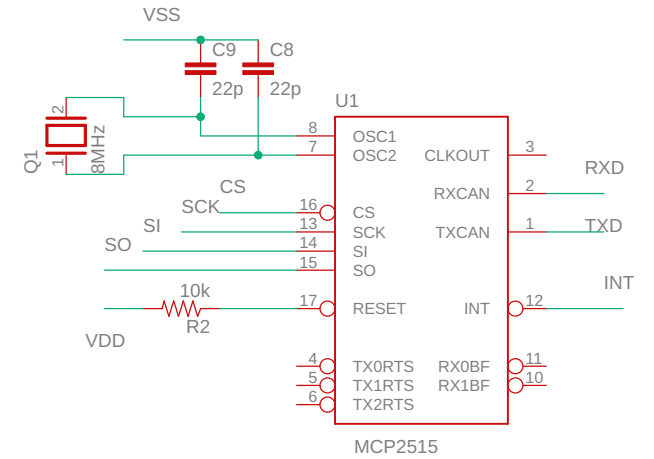 VSS
C9 C8
22p 22p
U1
2
8MHz
Q1
1
8 OSC1
7 OSC2
CLKOUT 3
RXCAN 2 RXD
TXCAN 1 TXD
CS 16 CS
SCK 13 SCK
SI 14 SI
SO 15 SO
10k
R2
VDD
17 RESET
INT 12 INT
4 TX0RTS
5 TX1RTS
6 TX2RTS
RX0BF 11
RX1BF 10
MCP2515